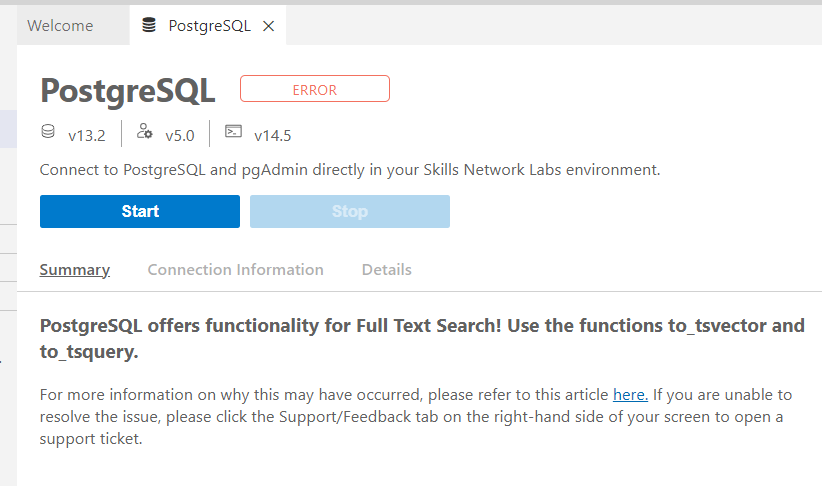 Welcome
PostgreSQL
PostgreSQL
ERROR
v13.2
v5.0
v14.5
Connect to PostgreSQL and pgAdmin directly in your Skills Network Labs environment.
Start
Stop
Summary
Connection Information
Details
PostgreSQL offers functionality for Full Text Search! Use the functions to_tsvector and
to_tsquery.
For more information on why this may have occurred, please refer to this article here. If you are unable to
resolve the issue, please click the Support/Feedback tab on the right-hand side of your screen to open a
support ticket.